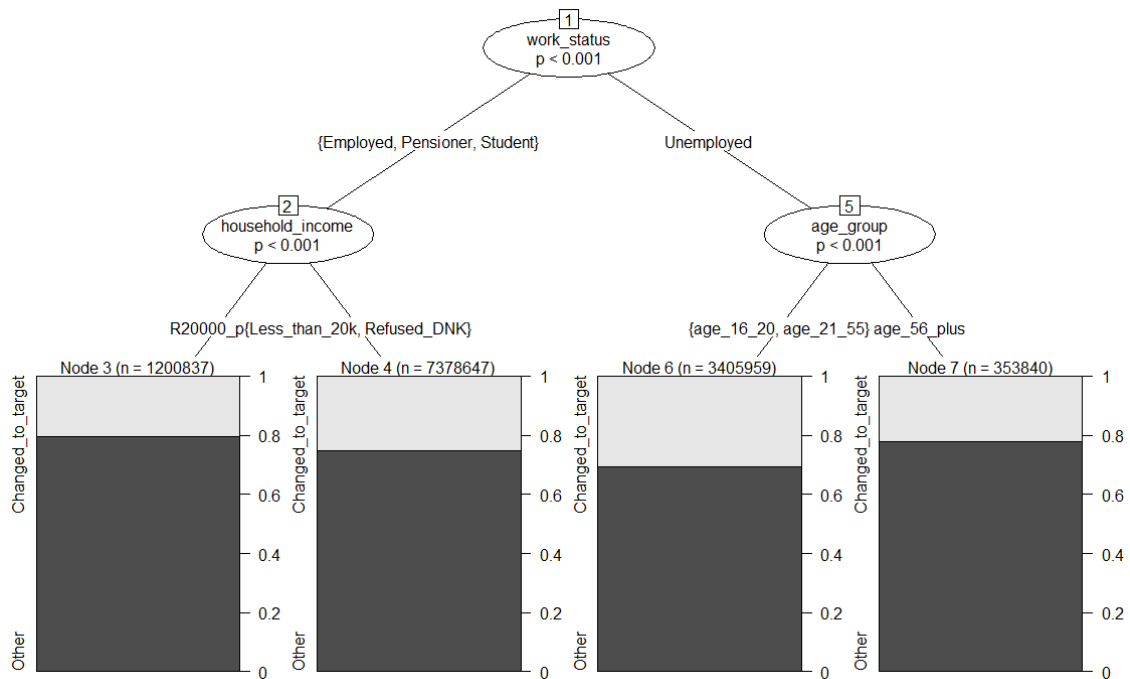 1
work_status
p < 0.001
{Employed, Pensioner, Student}
Unemployed
2
household_income
p < 0.001
5
age_group
p < 0.001
R20000_p{Less_than_20k, Refused_DNK}
{age_16_20, age_21_55} age_56_plus
Node 3 (n = 1200837)
Changed_to_target
Other
1
0.8
0.6
0.4
0.2
0
Node 4 (n = 7378647)
Changed_to_target
Other
1
0.8
0.6
0.4
0.2
0
Node 6 (n = 3405959)
Changed_to_target
Other
1
0.8
0.6
0.4
0.2
0
Node 7 (n = 353840)
Changed_to_target
Other
1
0.8
0.6
0.4
0.2
0